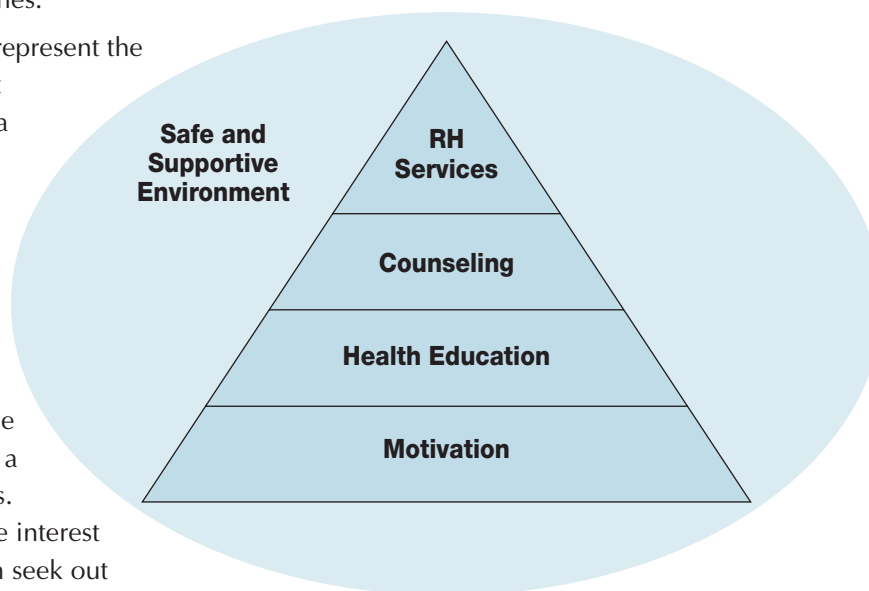 represent the
a
Safe and
Supportive
Environment
RH
Services
Counseling
Health Education
Motivation
a
e interest
seek out